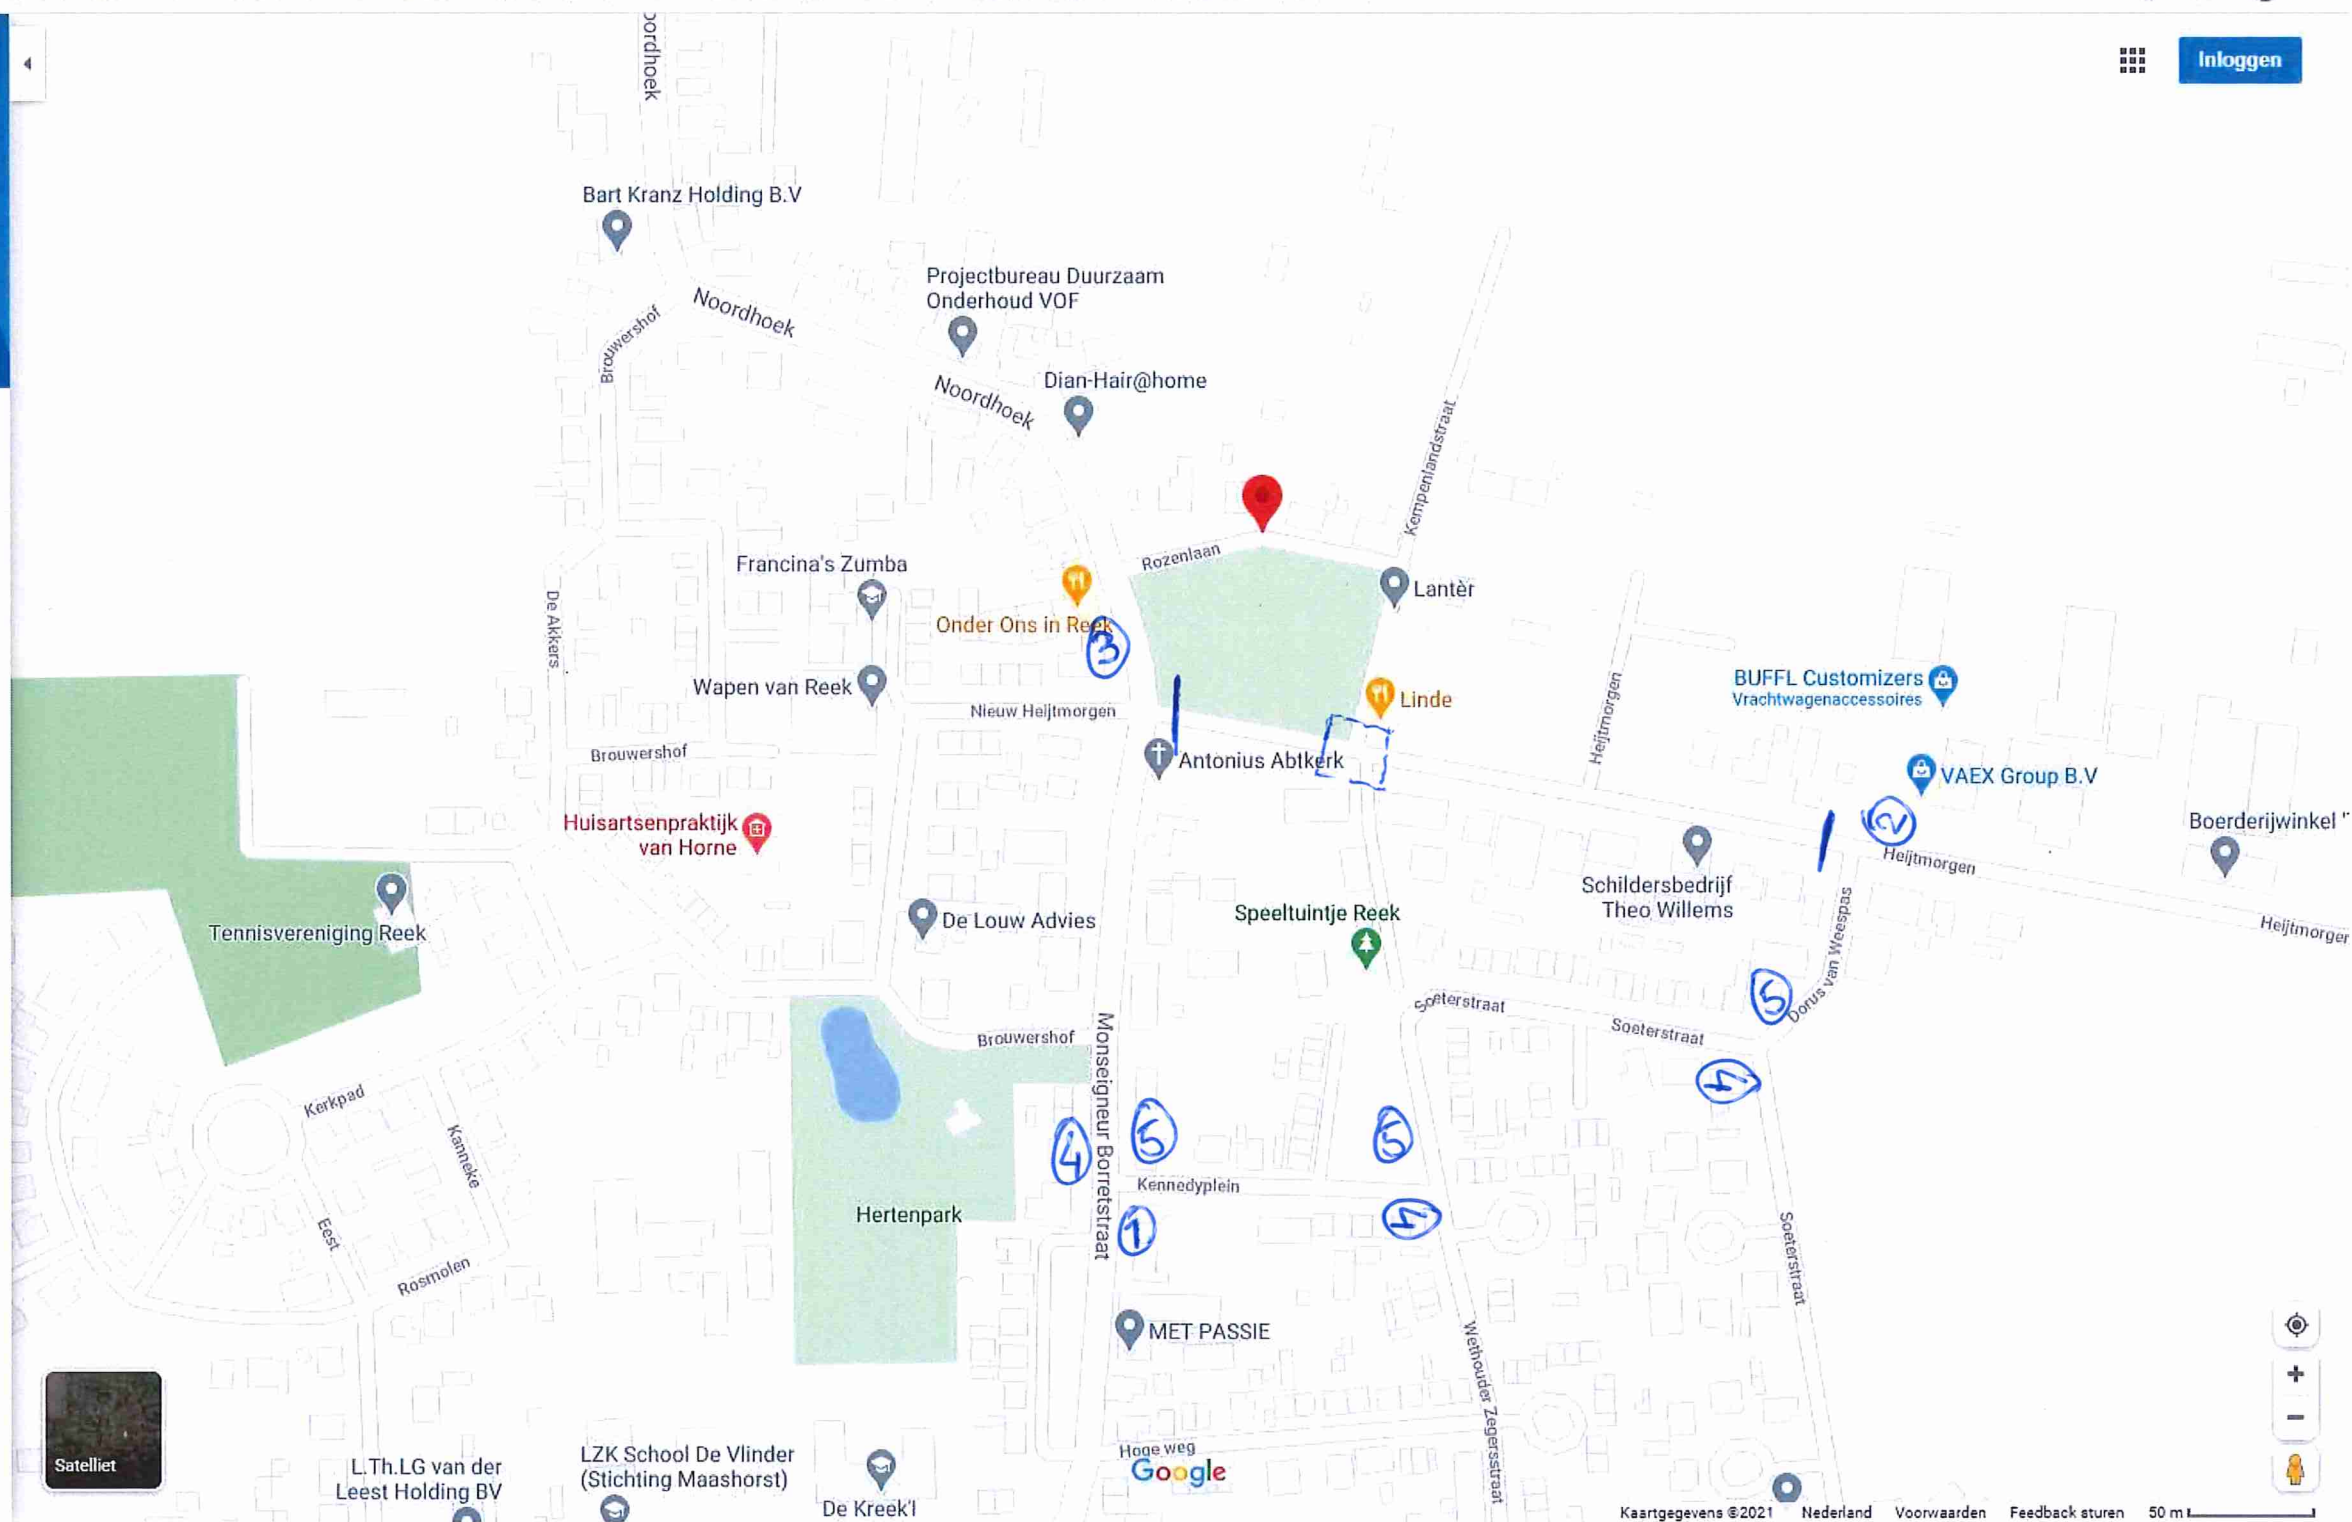 oordhoek
Inloggen
Bart Kranz Holding B.V
Projectbureau Duurzaam
Onderhoud VOF
Noordhoek
Brouwershof
Dian-Hair@home
Noordhoek
Kempenlandstraat
Rozenlaan
Francina's Zumba
Lantèr
De Akkers
Onder Ons in Reek
3
Wapen van Reek
Nieuw Heijtmorgen
Linde
Heijtmorgen
BUFFL Customizers
Vrachtwagenaccessoires
Brouwershof
Antonius Abtkerk
VAEX Group B.V
Huisartsenpraktijk
van Horne
2
Boerderijwinkel '
Heijtmorgen
Schildersbedrijf
Theo Willems
De Louw Advies
Speeltuintje Reek
Tennisvereniging Reek
Dorus van Weespas
Heijtmorger
5
Soeterstraat
Soeterstraat
Brouwershof
Monseigneur Borretstraat
Kerkpad
Kanneke
4
5
5
Kennedyplein
Hertenpark
1
Eest
Rosmolen
Soeterstraat
MET PASSIE
Wethouder Zegersstraat
Satelliet
L.Th.LG van der
Leest Holding BV
LZK School De Vlinder
(Stichting Maashorst)
De Kreek'l
Hoge weg
Google
Kaartgegevens ©2021 Nederland Voorwaarden Feedback sturen 50 m